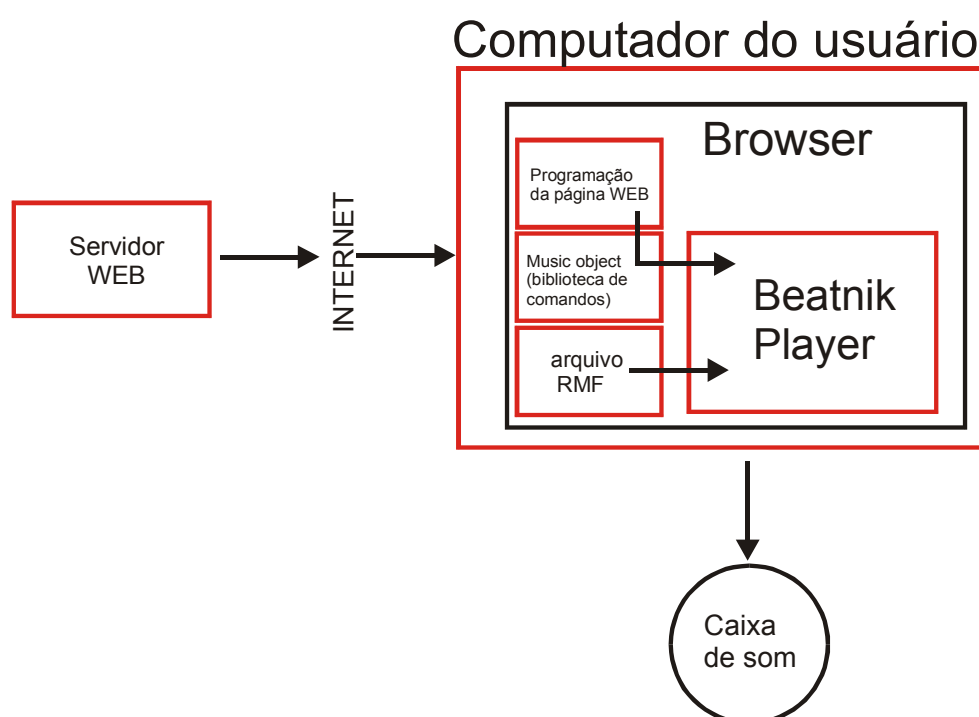 Computador do usuário
Browser
Programação
da página WEB
Servidor
WEB
INTERNET
Music object
(biblioteca de
comandos)
Beatnik
Player
arquivo
RMF
Caixa
de som